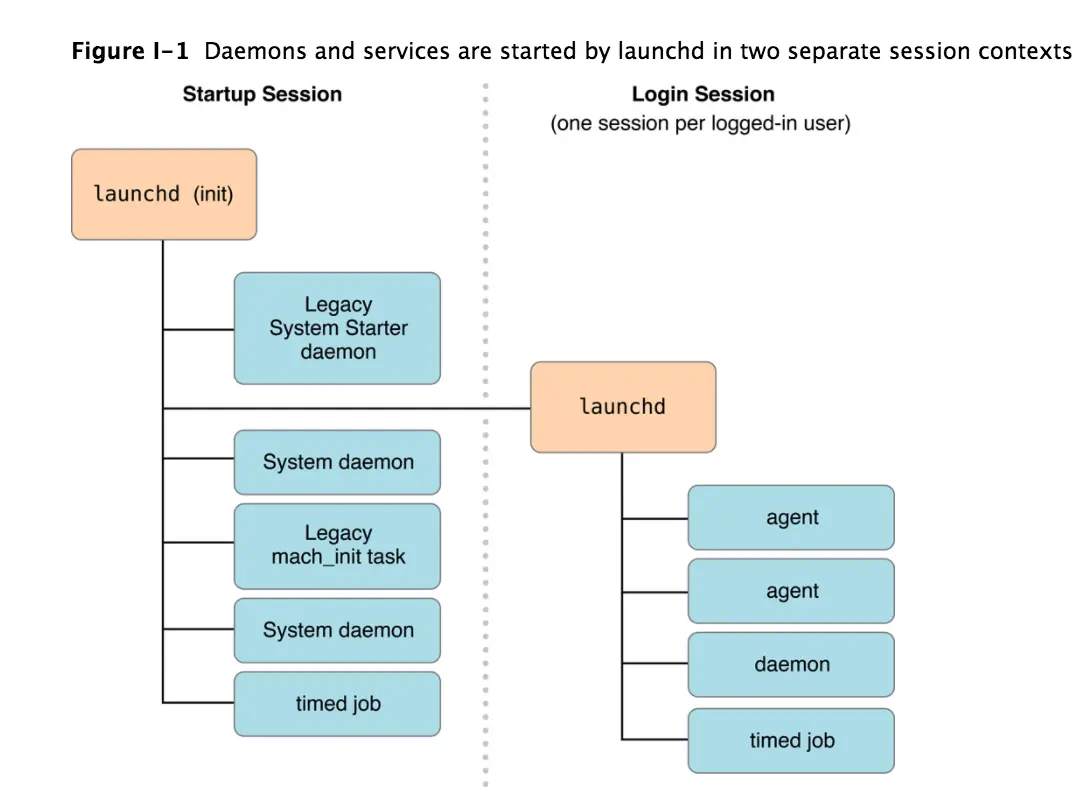 Figure I-1 Daemons and services are started by launchd in two separate session contexts
Startup Session
launchd (init)
Legacy
System Starter
daemon
System daemon
Legacy
mach_init task
System daemon
timed job
Login Session
(one session per logged-in user)
launchd
agent
agent
daemon
timed job